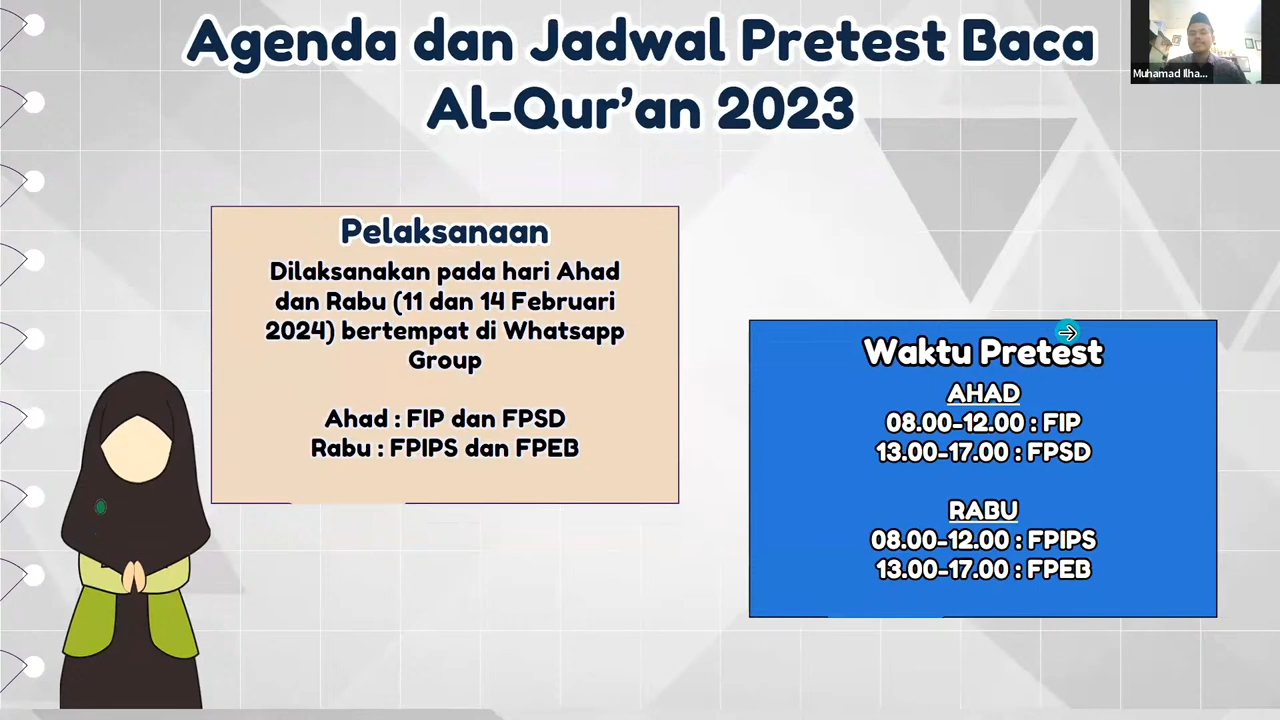 Agenda dan Jadwal Pretest Baca
Al-Qur'an 2023
Muhamad Ilha...
Pelaksanaan
Dilaksanakan pada hari Ahad
dan Rabu (11 dan 14 Februari
2024) bertempat di Whatsapp
Group
Ahad : FIP dan FPSD
Rabu : FPIPS dan FPEB
Waktu Pretest
AHAD
08.00-12.00 : FIP
13.00-17.00 : FPSD
RABU
08.00-12.00 : FPIPS
13.00-17.00 : FPEB